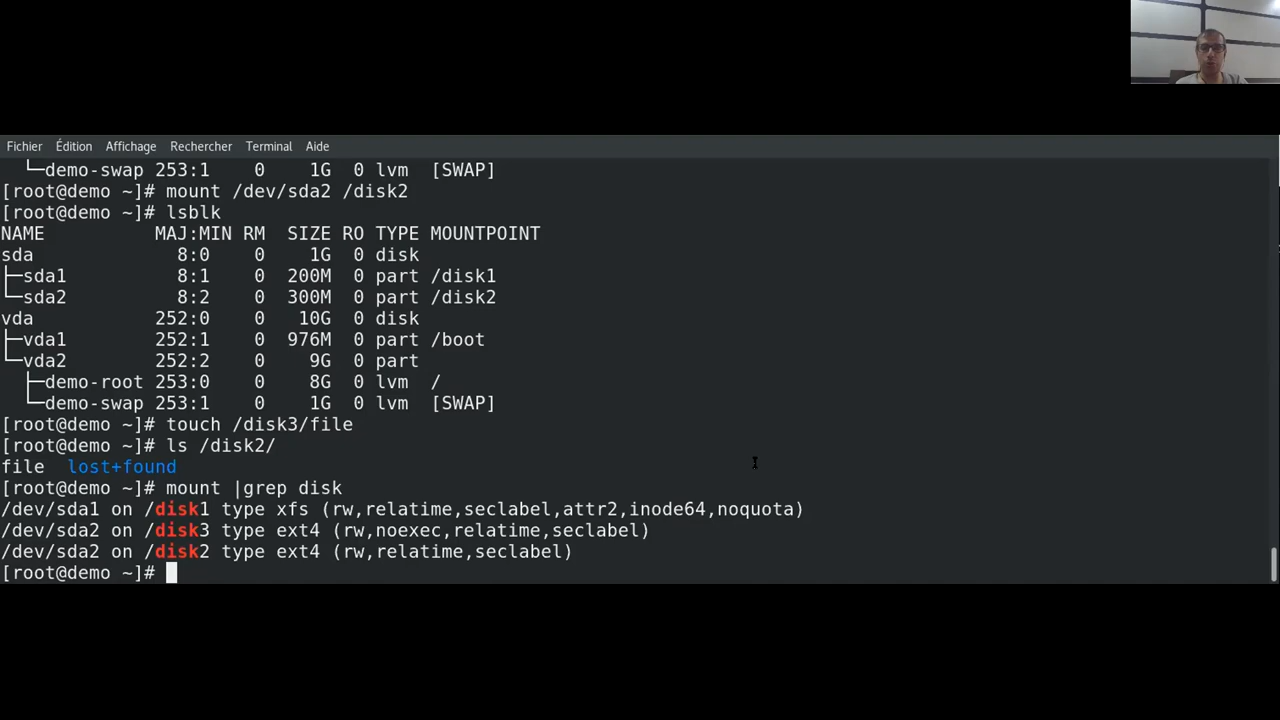 Fichier Édition Affichage Rechercher Terminal Aide
└─demo-swap 253:1 0 1G 0 lvm [SWAP]
[root@demo ~]# mount /dev/sda2 /disk2
[root@demo ~]# lsblk
NAME MAJ:MIN RM SIZE RO TYPE MOUNTPOINT
sda 8:0 0 1G 0 disk
├─sda1 8:1 0 200M 0 part /disk1
└─sda2 8:2 0 300M 0 part /disk2
vda 252:0 0 10G 0 disk
├─vda1 252:1 0 976M 0 part /boot
└─vda2 252:2 0 9G 0 part
├─demo-root 253:0 0 8G 0 lvm /
└─demo-swap 253:1 0 1G 0 lvm [SWAP]
[root@demo ~]# touch /disk3/file
[root@demo ~]# ls /disk2/
file lost+found
[root@demo ~]# mount |grep disk
/dev/sda1 on /disk1 type xfs (rw,relatime,seclabel,attr2,inode64,noquota)
/dev/sda2 on /disk3 type ext4 (rw,noexec,relatime,seclabel)
/dev/sda2 on /disk2 type ext4 (rw,relatime,seclabel)
[root@demo ~]#